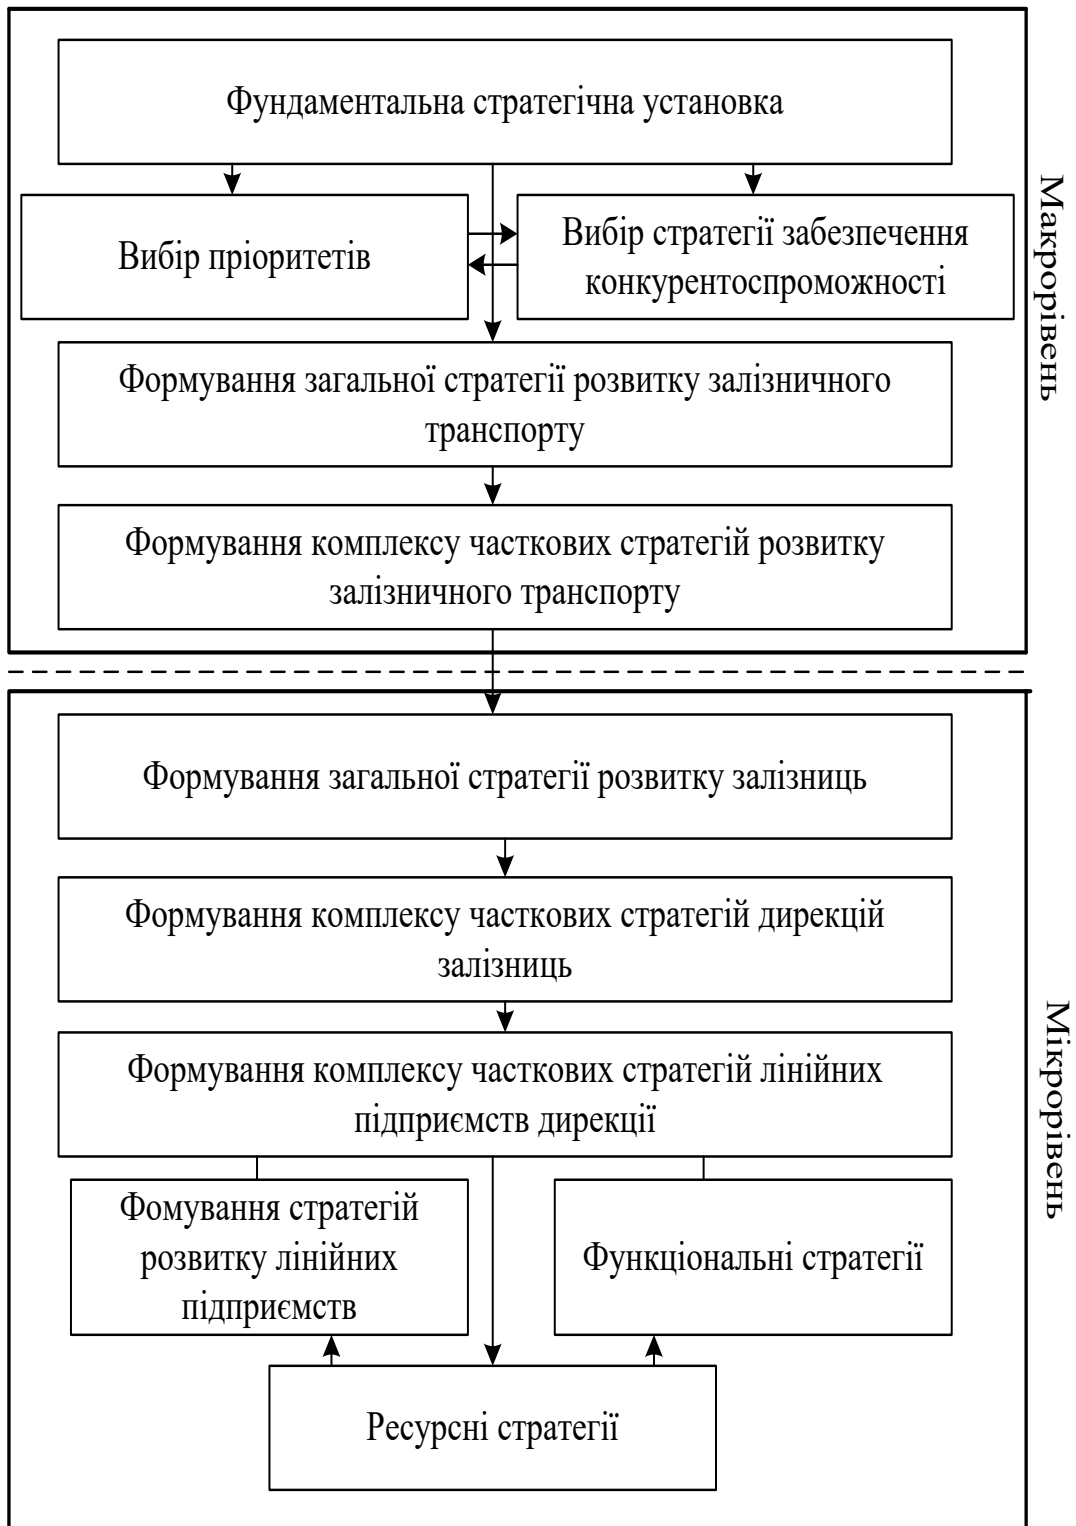 Фундаментальна стратегічна установка
Вибір пріоритетів
Вибір стратегії забезпечення
конкурентоспроможності
Формування загальної стратегії розвитку залізничного
транспорту
Формування комплексу часткових стратегій розвитку
залізничного транспорту
Макрорівень
Формування загальної стратегії розвитку залізниць
Формування комплексу часткових стратегій дирекцій
залізниць
Формування комплексу часткових стратегій лінійних
підприємств дирекції
Фомування стратегій
розвитку лінійних
підприємств
Функціональні стратегії
Ресурсні стратегії
Мікрорівень